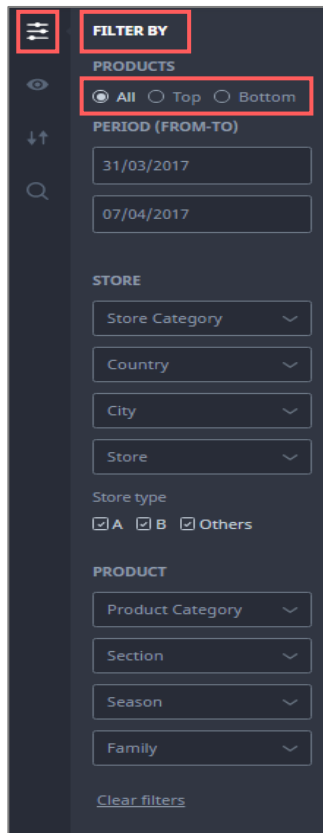 FILTER BY
PRODUCTS
All Top Bottom
PERIOD (FROM-TO)
31/03/2017
07/04/2017
STORE
Store Category
Country
City
Store
Store type
A B Others
PRODUCT
Product Category
Section
Season
Family
Clear filters